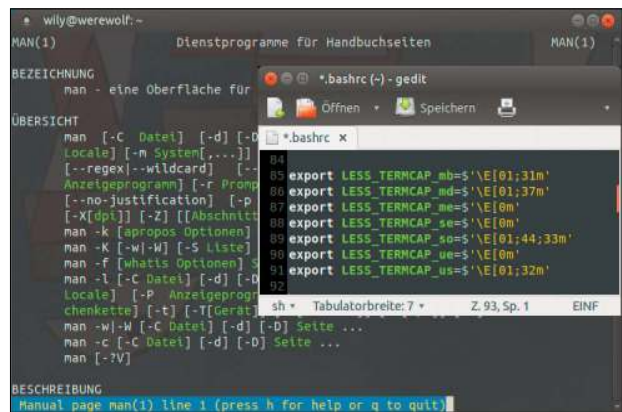 wily@werewolf: ~
MAN(1) Dienstprogramme für Handbuchseiten MAN(1)
BEZEICHNUNG
man - eine Oberfläche für
ÜBERSICHT
man [-C Datei] [-d] [-D
Locale] [-m System[,...]]
[--regex|--wildcard] [--
Anzeigeprogramm] [-r Promp
[--no-justification] [-p
[-X[dpi]] [-Z] [[Abschnitt
man -k [apropos Optionen]
man -K [-w|-W] [-S Liste]
man -f [whatis Optionen] S
man -l [-C Datei] [-d] [-D
Locale] [-P Anzeigeprogr
chenkette] [-t] [-T[Gerät]
man -w|-W [-C Datei] [-d] [-D] Seite ...
man -c [-C Datei] [-d] [-D] Seite ...
man [-?V]
BESCHREIBUNG
Manual page man(1) line 1 (press h for help or q to quit)
*.bashrc (~) - gedit
Öffnen Speichern
*.bashrc ×
84
85 export LESS_TERMCAP_mb=$'\E[01;31m'
86 export LESS_TERMCAP_md=$'\E[01;37m'
87 export LESS_TERMCAP_me=$'\E[0m'
88 export LESS_TERMCAP_se=$'\E[0m'
89 export LESS_TERMCAP_so=$'\E[01;44;33m'
90 export LESS_TERMCAP_ue=$'\E[0m'
91 export LESS_TERMCAP_us=$'\E[01;32m'
92
sh Tabulatorbreite: 7 Z. 93, Sp. 1 EINF